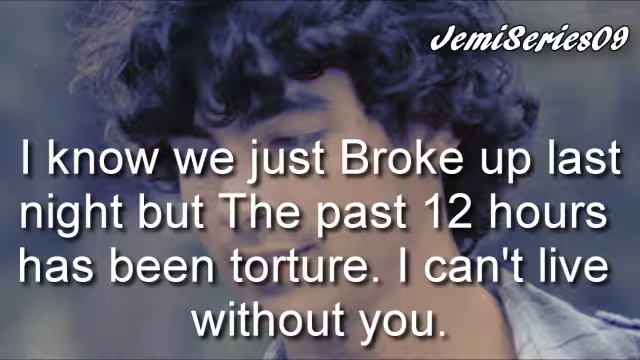 JemiSeries09
I know we just Broke up last
night but The past 12 hours
has been torture. I can't live
without you.